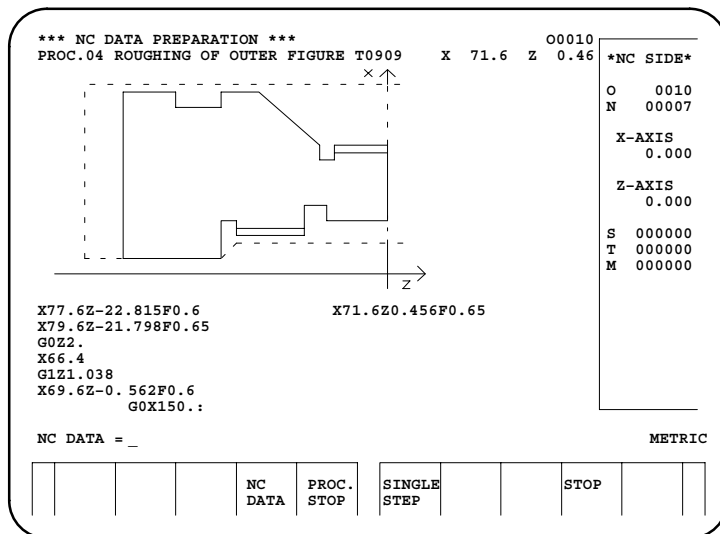 *** NC DATA PREPARATION *** O0010
PROC.04 ROUGHING OF OUTER FIGURE T0909 X 71.6 Z 0.46
*NC SIDE*
O 0010
N 00007
X-AXIS
0.000
Z-AXIS
0.000
S 000000
T 000000
M 000000
X
Z
X77.6Z-22.815F0.6 X71.6Z0.456F0.65
X79.6Z-21.798F0.65
G0Z2.
X66.4
G1Z1.038
X69.6Z-0. 562F0.6
G0X150.:
NC DATA = _ METRIC
NC DATA
PROC. STOP
SINGLE STEP
STOP